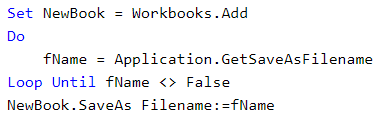 Set NewBook = Workbooks.Add
Do
    fName = Application.GetSaveAsFilename
Loop Until fName <> False
NewBook.SaveAs Filename:=fName